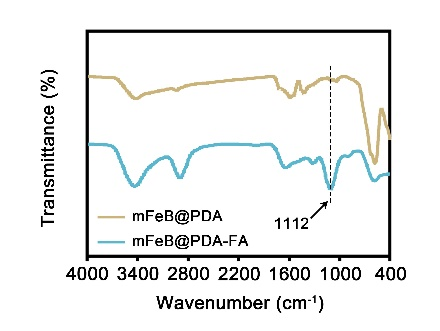 Transmittance (%)
mFeB@PDA
mFeB@PDA-FA
1112
4000 3400 2800 2200 1600 1000 400
Wavenumber (cm⁻¹)